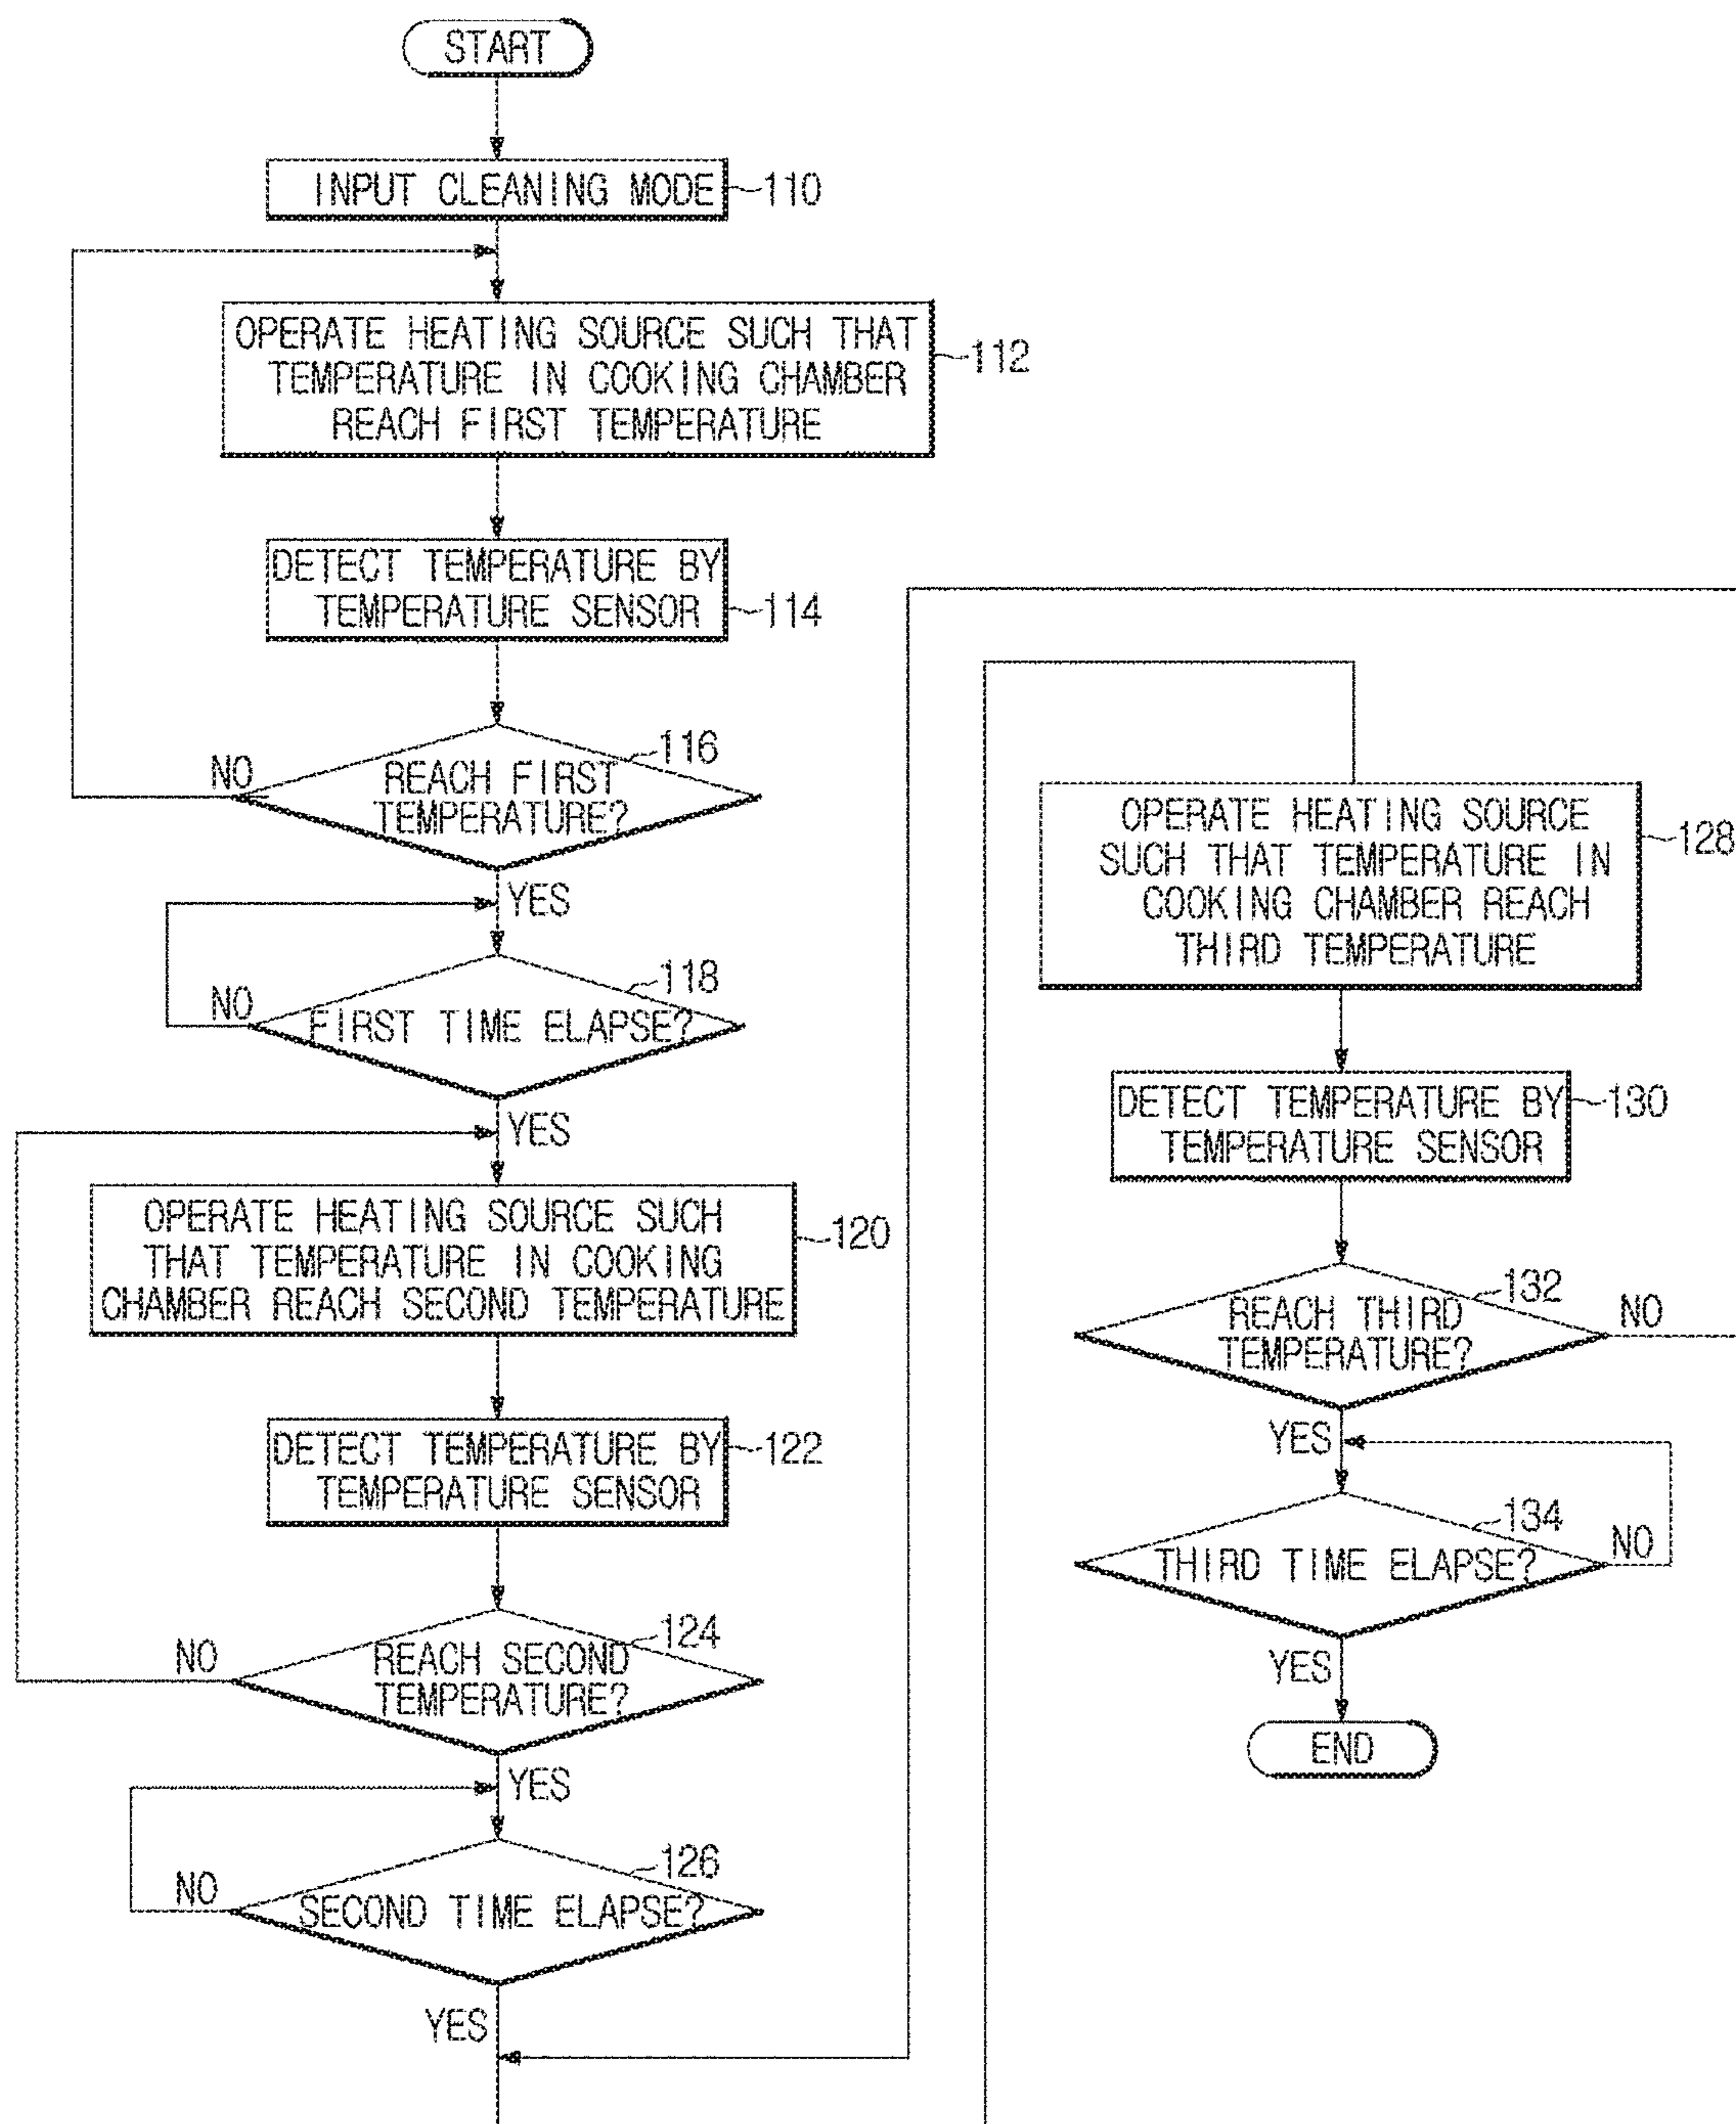 START
INPUT CLEANING MODE
110
OPERATE HEATING SOURCE SUCH THAT
TEMPERATURE IN COOKING CHAMBER
REACH FIRST TEMPERATURE
112
DETECT TEMPERATURE BY
TEMPERATURE SENSOR
114
116
REACH FIRST
TEMPERATURE?
NO
YES
118
FIRST TIME ELAPSE?
NO
YES
OPERATE HEATING SOURCE SUCH
THAT TEMPERATURE IN COOKING
CHAMBER REACH SECOND TEMPERATURE
120
DETECT TEMPERATURE BY
TEMPERATURE SENSOR
122
124
REACH SECOND
TEMPERATURE?
NO
YES
126
SECOND TIME ELAPSE?
NO
YES
OPERATE HEATING SOURCE
SUCH THAT TEMPERATURE IN
COOKING CHAMBER REACH
THIRD TEMPERATURE
128
DETECT TEMPERATURE BY
TEMPERATURE SENSOR
130
132
REACH THIRD
TEMPERATURE?
NO
YES
134
THIRD TIME ELAPSE?
NO
YES
END